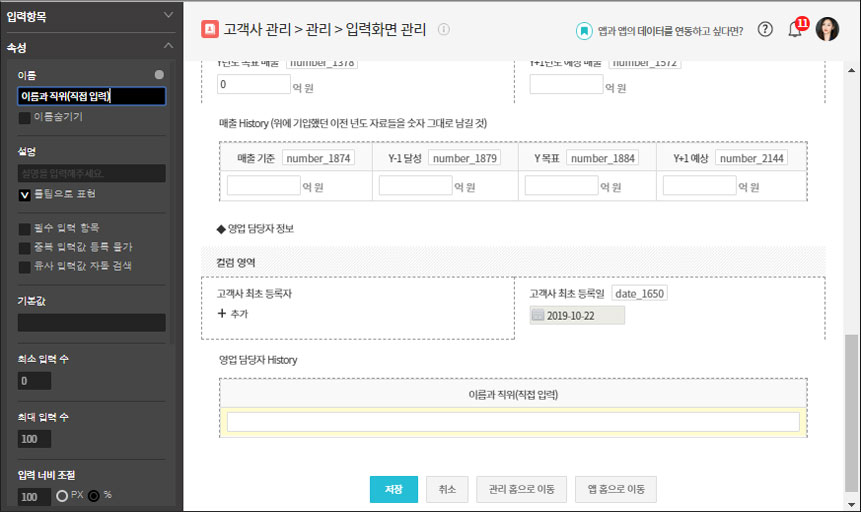 입력항목
속성
이름
이름과 직위(직접 입력)
이름숨기기
설명
설명을 입력해주세요.
툴팁으로 표현
필수 입력 항목
중복 입력값 등록 불가
유사 입력값 자동 검색
기본값
최소 입력 수
0
최대 입력 수
100
입력 너비 조절
100 PX %
고객사 관리 > 관리 > 입력화면 관리
앱과 앱의 데이터를 연동하고 싶다면?
11
Y년도 목표 매출 number_1378 Y+1년도 예상 매출 number_1572
0 억 원 억 원
매출 History (위에 기입했던 이전 년도 자료들을 숫자 그대로 남길 것)
매출 기준 number_1874 Y-1 달성 number_1879 Y 목표 number_1884 Y+1 예상 number_2144
억 원 억 원 억 원 억 원
◆ 영업 담당자 정보
컬럼 영역
고객사 최초 등록자 고객사 최초 등록일 date_1650
+ 추가 2019-10-22
영업 담당자 History
이름과 직위(직접 입력)
저장 취소 관리 홈으로 이동 앱 홈으로 이동